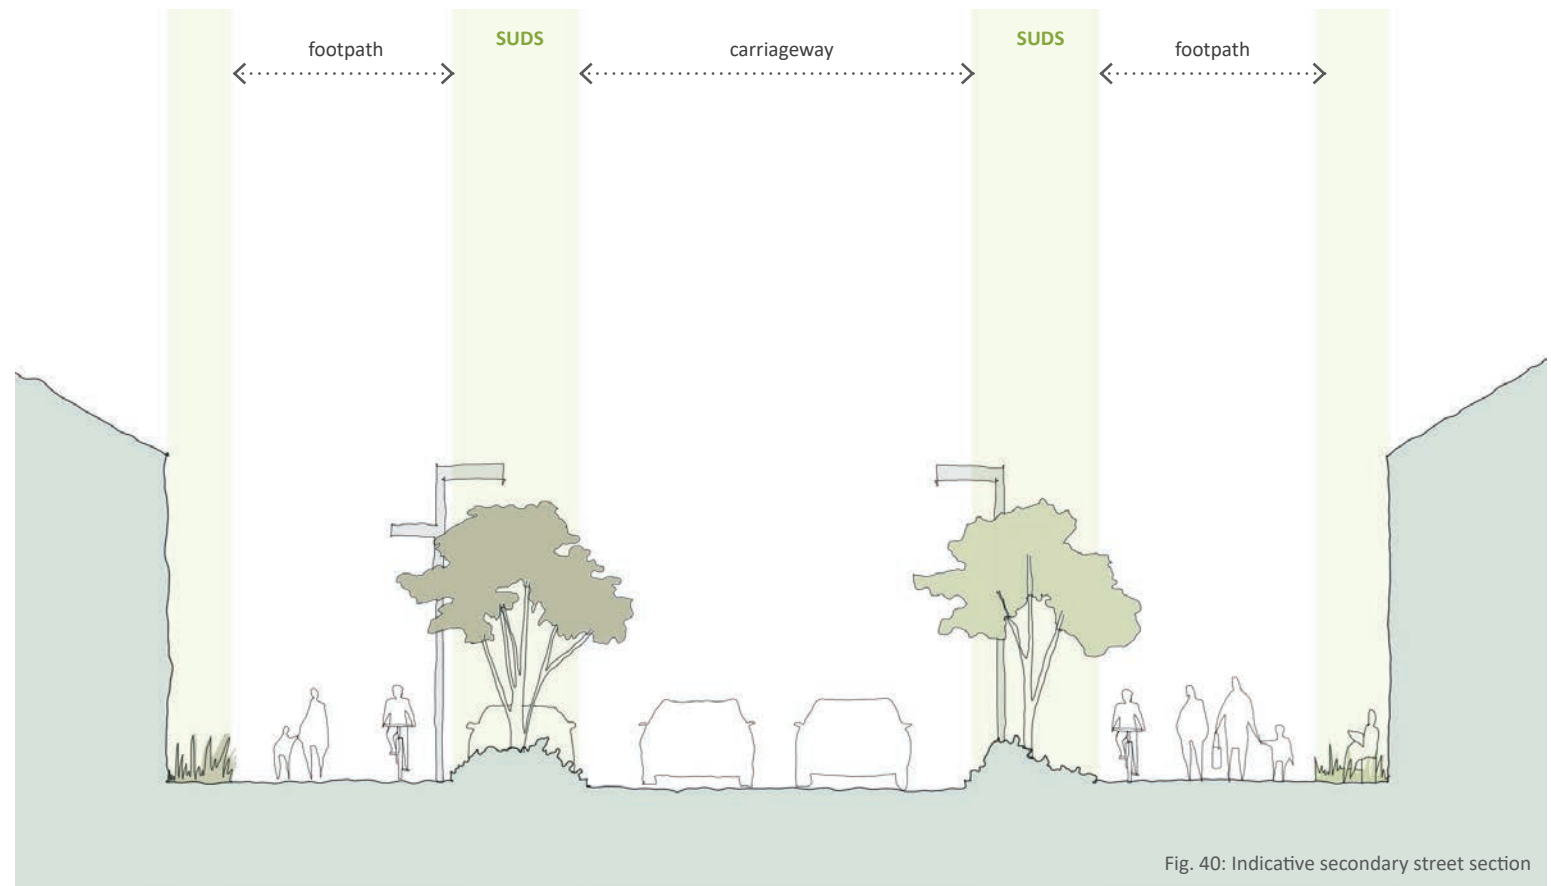 footpath
SUDS
carriageway
SUDS
footpath
Fig. 40: Indicative secondary street section